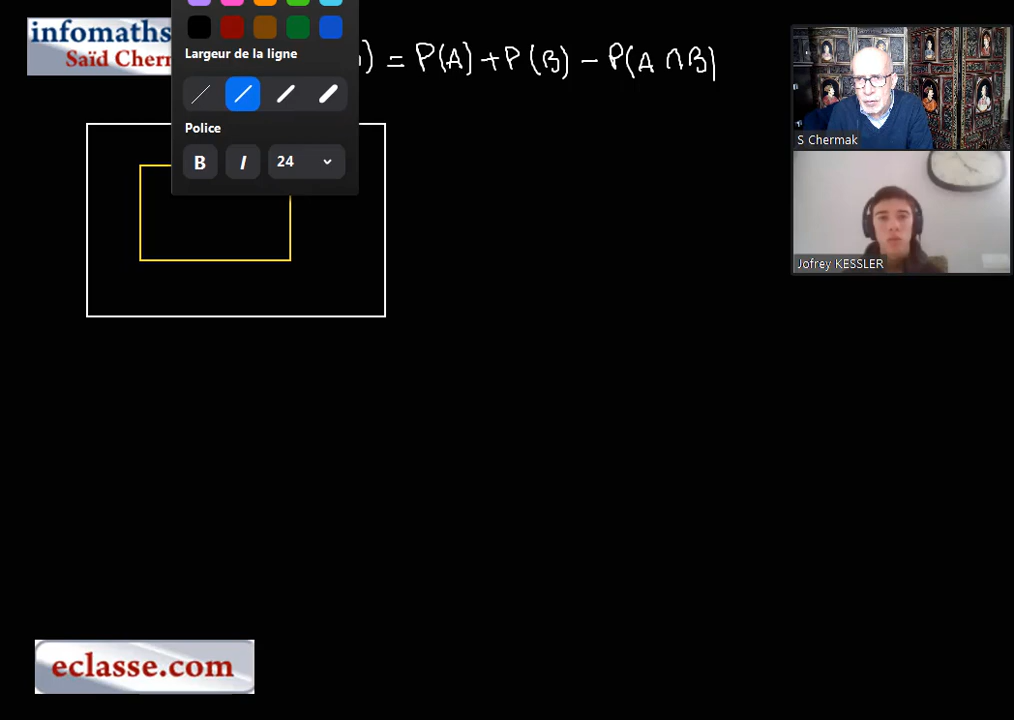 infomaths
Saïd Cherm
Largeur de la ligne
) = P(A) + P(B) - P(A ∩ B)
Police
B I 24
S Chermak
Jofrey KESSLER
eclasse.com